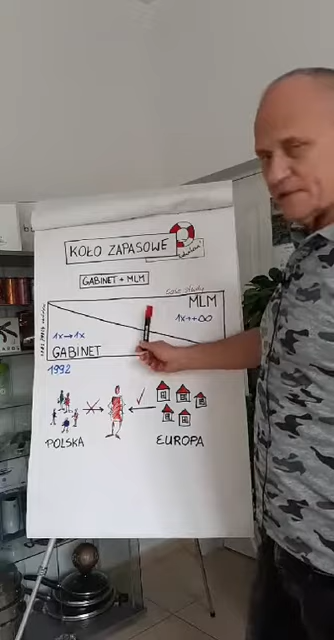 KOŁO ZAPASOWE
GABINET + MLM
MLM
1X→+∞
1X→1X
GABINET
1992
POLSKA
EUROPA